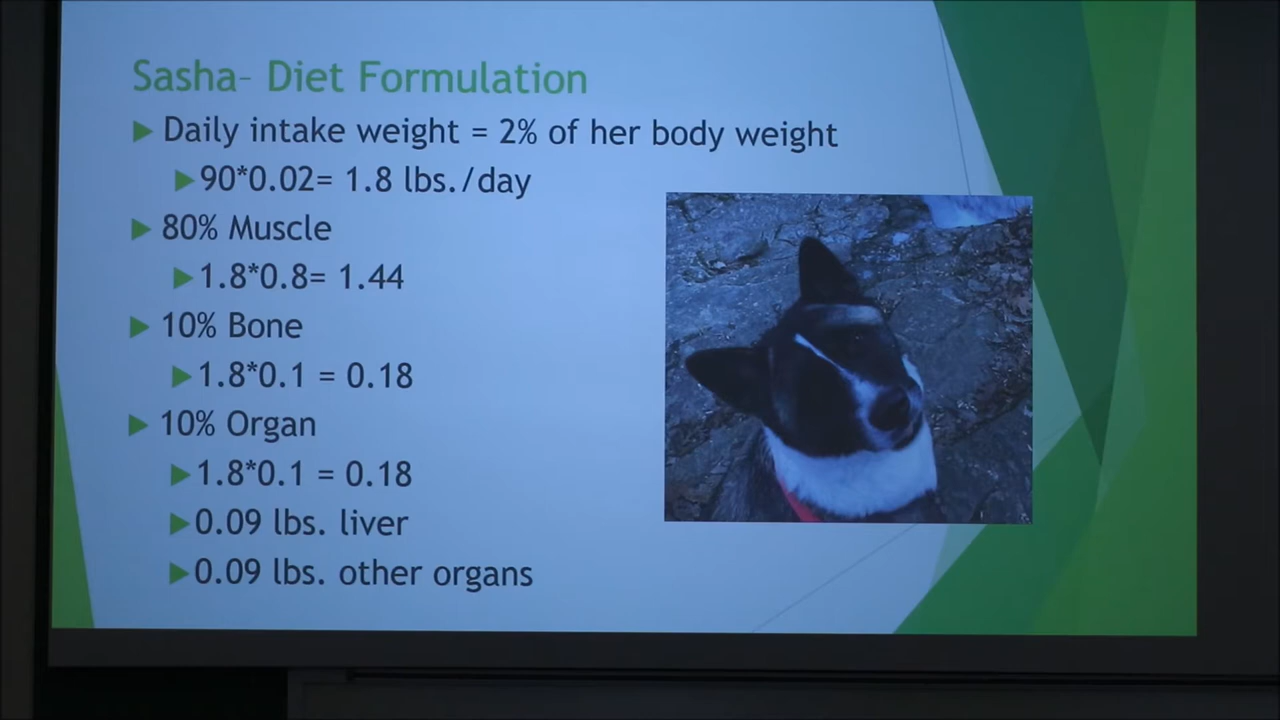 Sasha– Diet Formulation
Daily intake weight = 2% of her body weight
90*0.02= 1.8 lbs./day
80% Muscle
1.8*0.8= 1.44
10% Bone
1.8*0.1 = 0.18
10% Organ
1.8*0.1 = 0.18
0.09 lbs. liver
0.09 lbs. other organs